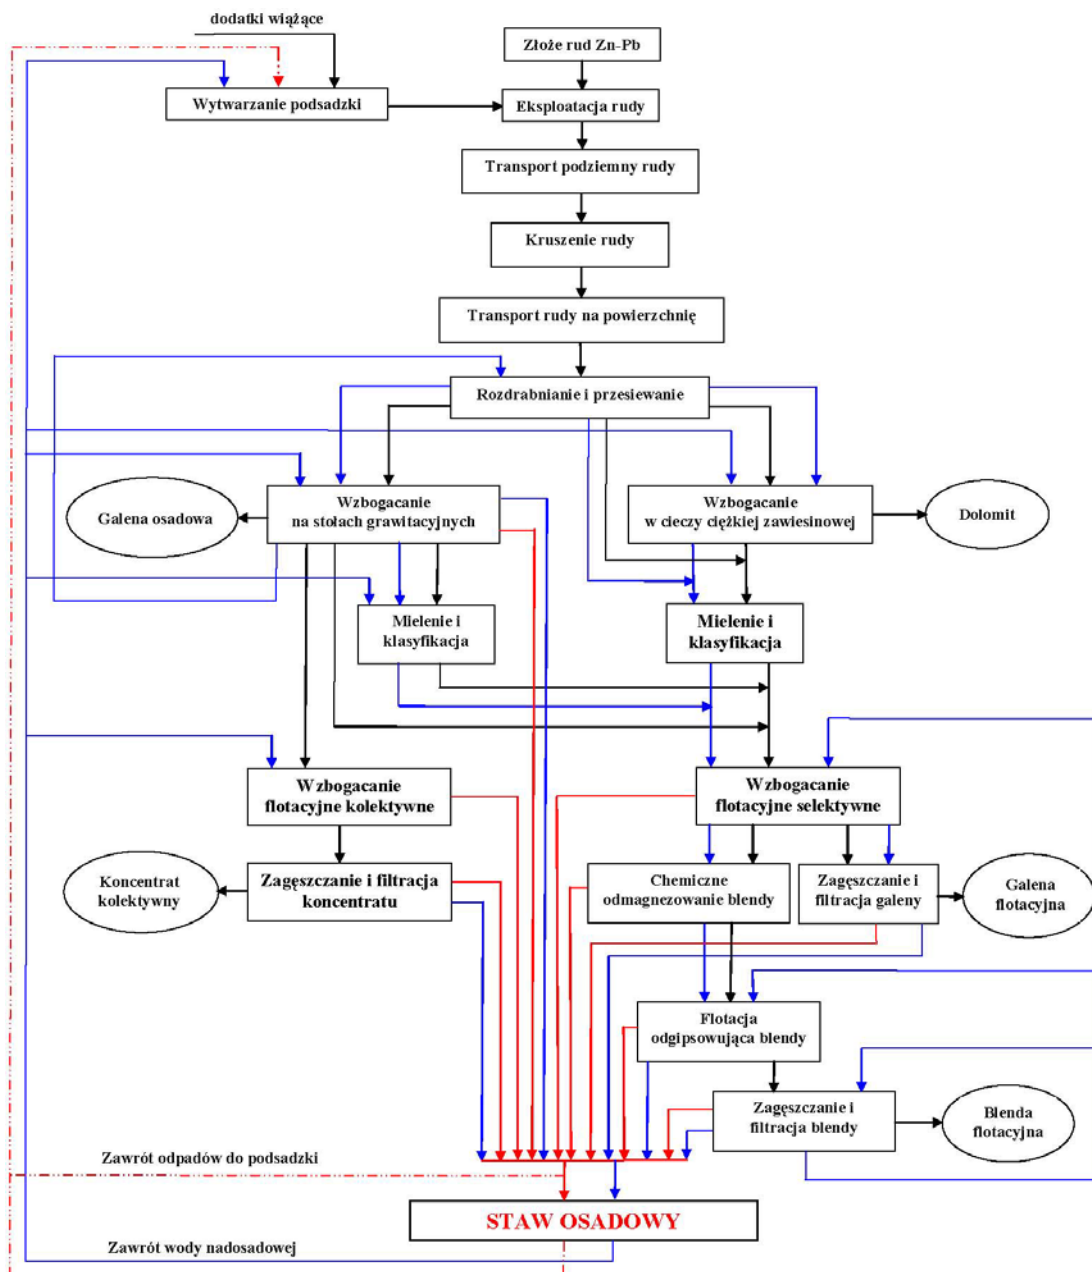 dodatki wiążące
Złoże rud Zn-Pb
Wytwarzanie podsadzki
Eksploatacja rudy
Transport podziemny rudy
Kruszenie rudy
Transport rudy na powierzchnię
Rozdrabnianie i przesiewanie
Galena osadowa
Wzbogacanie
na stołach grawitacyjnych
Wzbogacanie
w cieczy ciężkiej zawiesinowej
Dolomit
Mielenie i
klasyfikacja
Mielenie i
klasyfikacja
Wzbogacanie
flotacyjne kolektywne
Wzbogacanie
flotacyjne selektywne
Koncentrat
kolektywny
Zagęszczanie i filtracja
koncentratu
Chemiczne
odmagnezowanie blendy
Zagęszczanie i
filtracja galeny
Galena
flotacyjna
Flotacja
odgipsowująca blendy
Zagęszczanie i
filtracja blendy
Blenda
flotacyjna
Zawrót odpadów do podsadzki
STAW OSADOWY
Zawrót wody nadosadowej